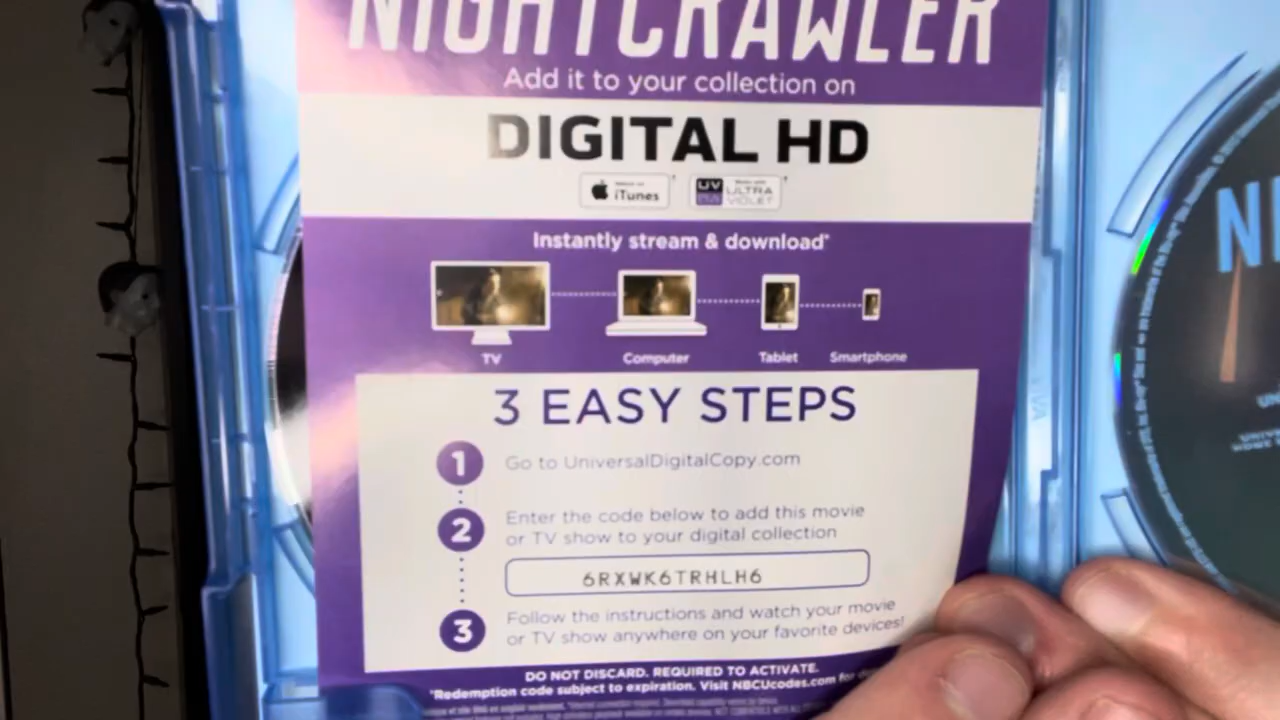 NIGHTCRAWLER
Add it to your collection on
DIGITAL HD
iTunes
UV
ULTRA
VIOLET
Instantly stream & download*
TV
Computer
Tablet
Smartphone
3 EASY STEPS
1 Go to UniversalDigitalCopy.com
2 Enter the code below to add this movie
or TV show to your digital collection
6RXWK6TRHLH6
3 Follow the instructions and watch your movie
or TV show anywhere on your favorite devices!
DO NOT DISCARD. REQUIRED TO ACTIVATE.
*Redemption code subject to expiration. Visit NBCUcodes.com for